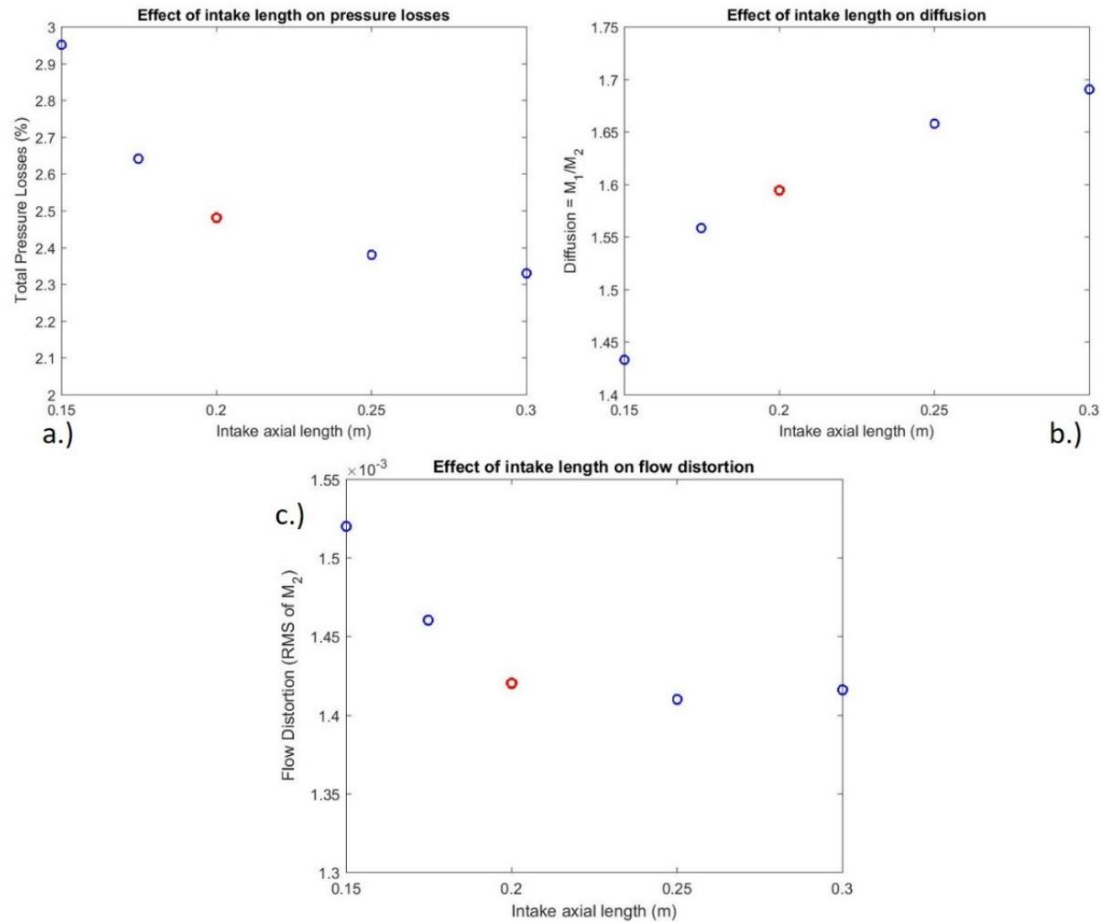 Effect of intake length on pressure losses
Total Pressure Losses (%)
3
2.9
2.8
2.7
2.6
2.5
2.4
2.3
2.2
2.1
2
0.15 0.2 0.25 0.3
Intake axial length (m)
a.)
Effect of intake length on diffusion
Diffusion = M1/M2
1.75
1.7
1.65
1.6
1.55
1.5
1.45
1.4
0.15 0.2 0.25 0.3
Intake axial length (m)
b.)
Effect of intake length on flow distortion
×10-3
c.)
Flow Distortion (RMS of M2)
1.55
1.5
1.45
1.4
1.35
1.3
0.15 0.2 0.25 0.3
Intake axial length (m)